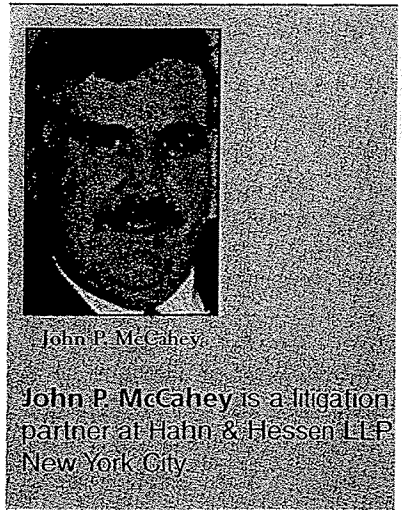 John P. McCahey
John P. McCahey is a litigation
partner at Hahn & Hessen LLP
New York City